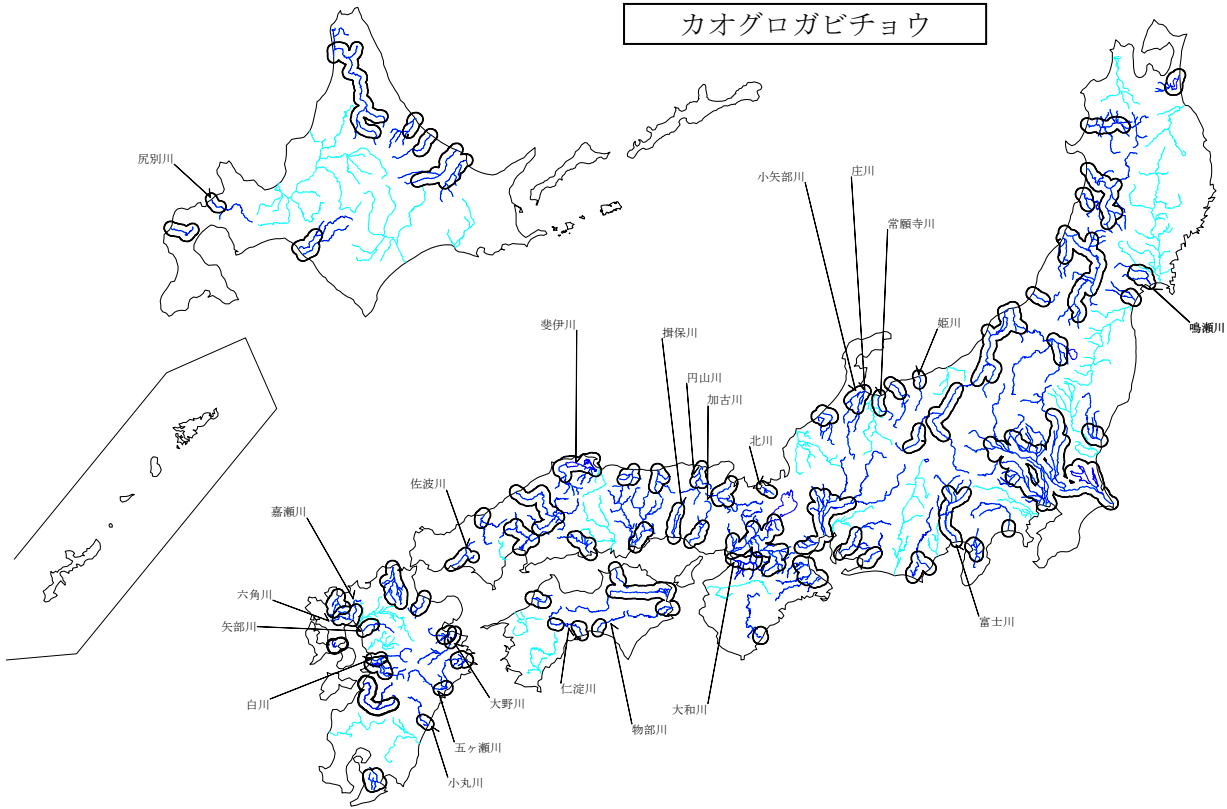 カオグロガビチョウ
尻別川
小矢部川
庄川
常願寺川
姫川
鳴瀬川
斐伊川
揖保川
円山川
加古川
北川
佐波川
嘉瀬川
六角川
矢部川
白川
大野川
五ヶ瀬川
小丸川
仁淀川
物部川
大和川
富士川